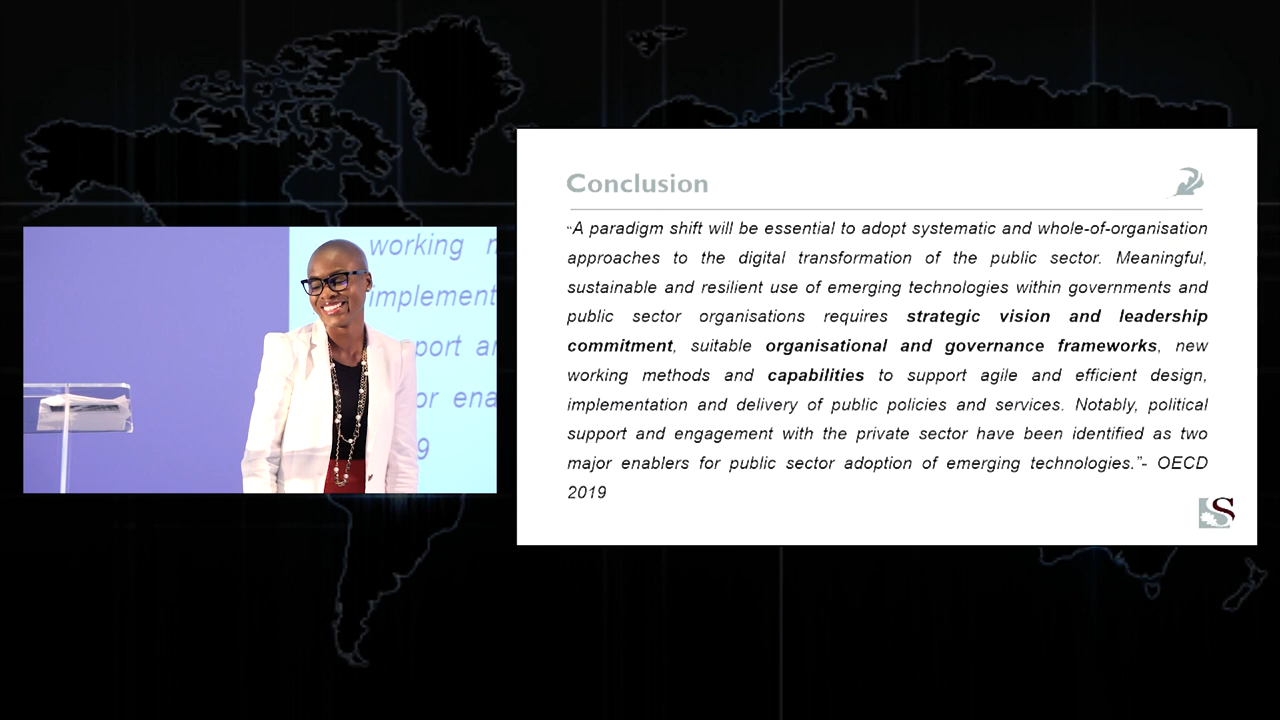 Conclusion
“A paradigm shift will be essential to adopt systematic and whole-of-organisation
approaches to the digital transformation of the public sector. Meaningful,
sustainable and resilient use of emerging technologies within governments and
public sector organisations requires strategic vision and leadership
commitment, suitable organisational and governance frameworks, new
working methods and capabilities to support agile and efficient design,
implementation and delivery of public policies and services. Notably, political
support and engagement with the private sector have been identified as two
major enablers for public sector adoption of emerging technologies.”- OECD
2019
S
working
implement
port
or ena
9